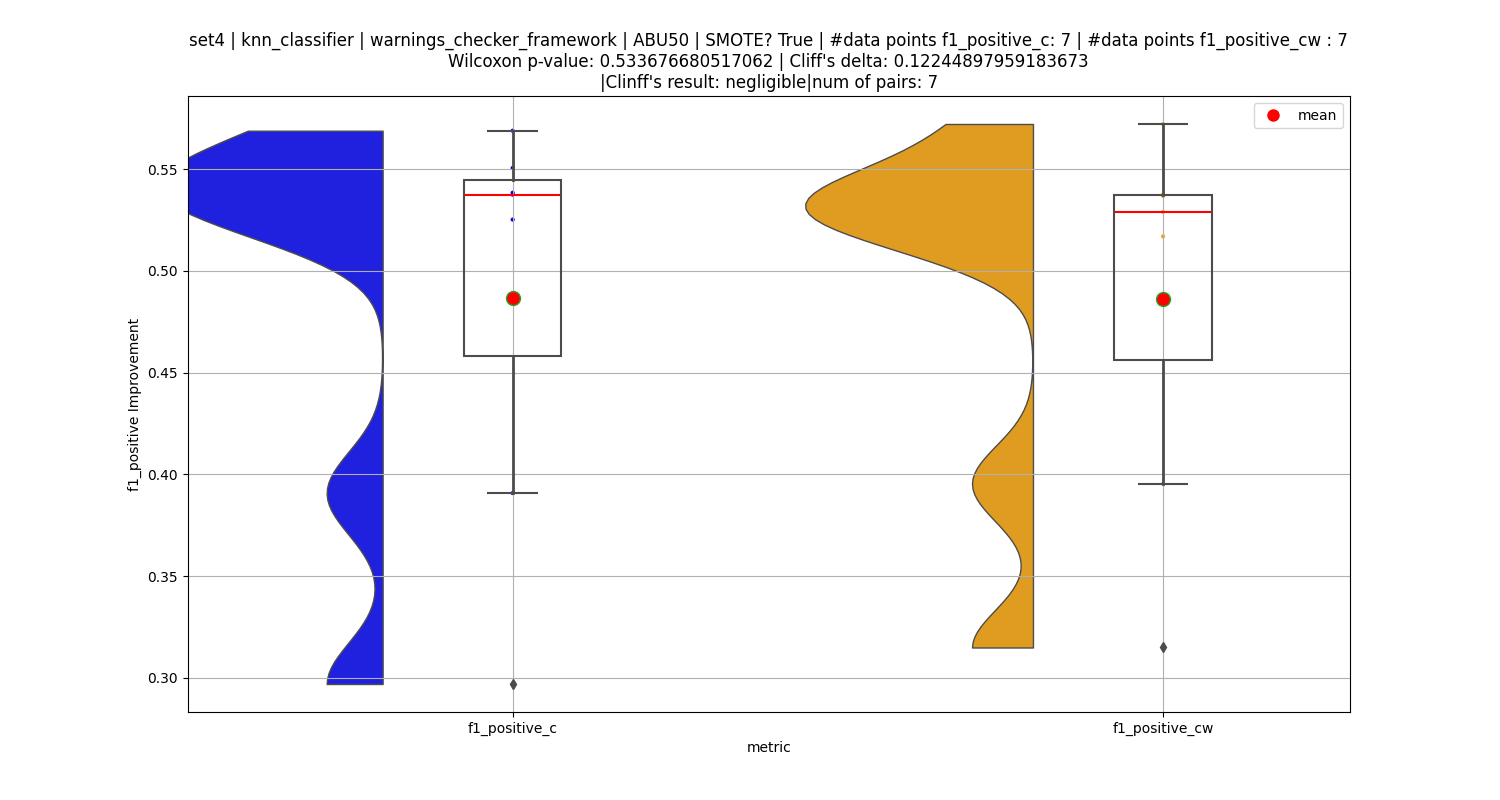 set4 | knn_classifier | warnings_checker_framework | ABU50 | SMOTE? True | #data points f1_positive_c: 7 | #data points f1_positive_cw : 7
Wilcoxon p-value: 0.533676680517062 | Cliff's delta: 0.12244897959183673
|Clinff's result: negligible|num of pairs: 7
mean
0.55
0.50
0.45
0.40
0.35
0.30
f1_positive Improvement
f1_positive_c
f1_positive_cw
metric